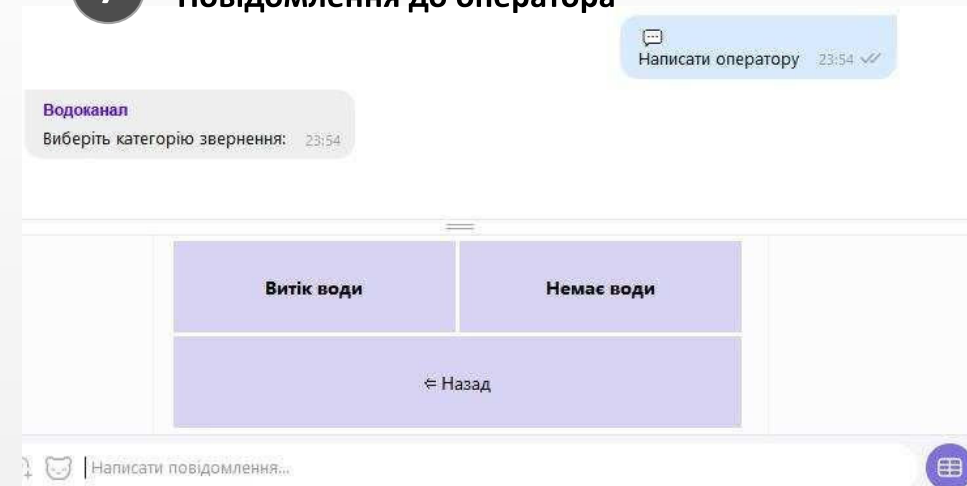 Повідомлення до оператора
Написати оператору 23:54
Водоканал
Виберіть категорію звернення: 23:54
Витік води Немає води
⇐ Назад
Написати повідомлення...